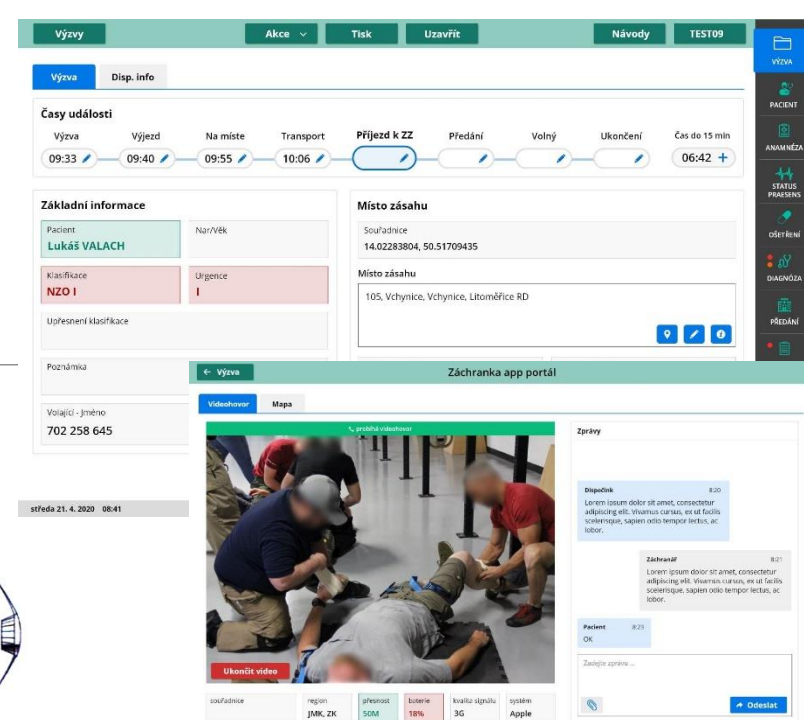 Výzvy Akce Tisk Uzavřít Návody TEST09
Výzva Disp. info
Časy události
Výzva Výjezd Na místě Transport Příjezd k ZZ Předání Volný Ukončení Čas do 15 min
09:33 09:40 09:55 10:06 06:42 +
Základní informace
Pacient
Lukáš VALACH
Nar/Věk
Klasifikace
NZO I
Urgence
I
Upřesnení klasifikace
Poznámka
Volající - Jméno
702 258 645
středa 21. 4. 2020 08:41
Místo zásahu
Souřadnice
14.02283804, 50.51709435
Místo zásahu
105, Vchynice, Vchynice, Litoměřice RD
VÝZVA
PACIENT
ANAMNÉZA
STATUS
PRAESENS
OŠETŘENÍ
DIAGNÓZA
PŘEDÁNÍ
← Výzva Záchranka app portál
Videohovor Mapa
probíhá videohovor
Ukončit video
souřadnice
region
JMK, ZK
přesnost
50M
baterie
18%
kvalita signálu
3G
systém
Apple
Zprávy
Dispečink 8:20
Lorem ipsum dolor sit amet, consectetur
adipiscing elit. Vivamus cursus, ex ut facilis
scelerisque, sapien odio tempor lectus, ac
lobor.
Záchranář 8:21
Lorem ipsum dolor sit amet, consectetur
adipiscing elit. Vivamus cursus, ex ut facilis
scelerisque, sapien odio tempor lectus, ac
lobor.
Pacient 8:23
OK
Zadejte zprávu ...
Odeslat